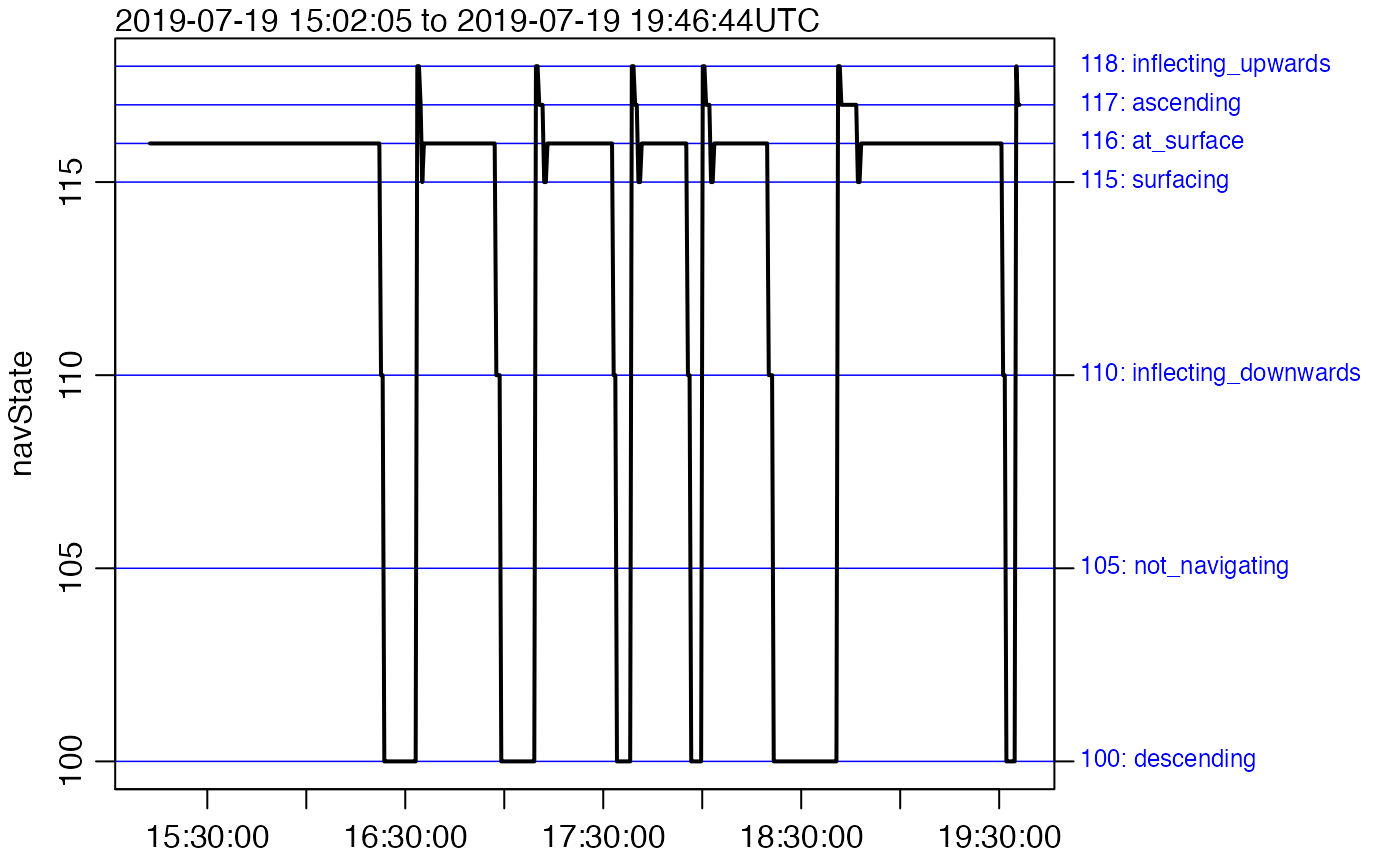 2019-07-19 15:02:05 to 2019-07-19 19:46:44UTC
118: inflecting_upwards
117: ascending
116: at_surface
115
115: surfacing
110
110: inflecting_downwards
navState
105
105: not_navigating
100
100: descending
15:30:00 16:30:00 17:30:00 18:30:00 19:30:00